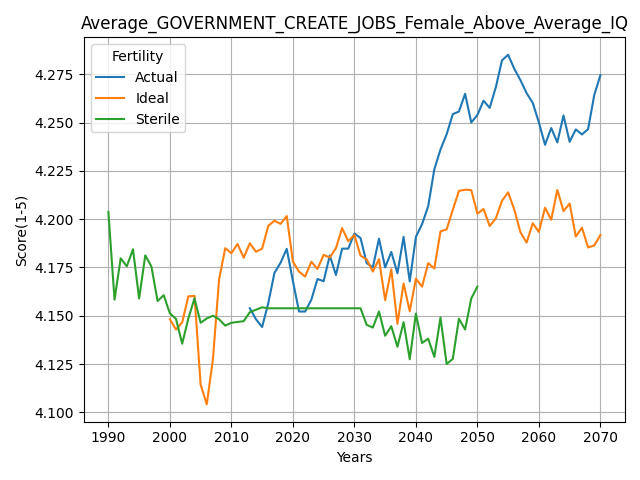 Average_GOVERNMENT_CREATE_JOBS_Female_Above_Average_IQ
Fertility
Actual
Ideal
Sterile
4.275
4.250
4.225
4.200
4.175
4.150
4.125
4.100
Score(1-5)
1990 2000 2010 2020 2030 2040 2050 2060 2070
Years